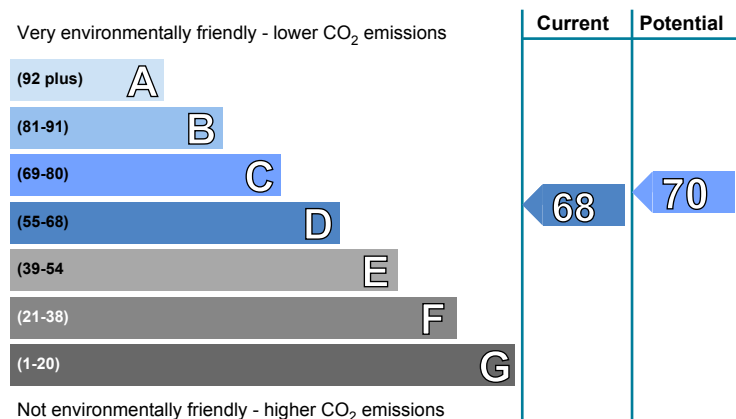 Current Potential
Very environmentally friendly - lower CO₂ emissions
(92 plus) A
(81-91) B
(69-80) C
(55-68) D
68 70
(39-54 E
(21-38) F
(1-20) G
Not environmentally friendly - higher CO₂ emissions